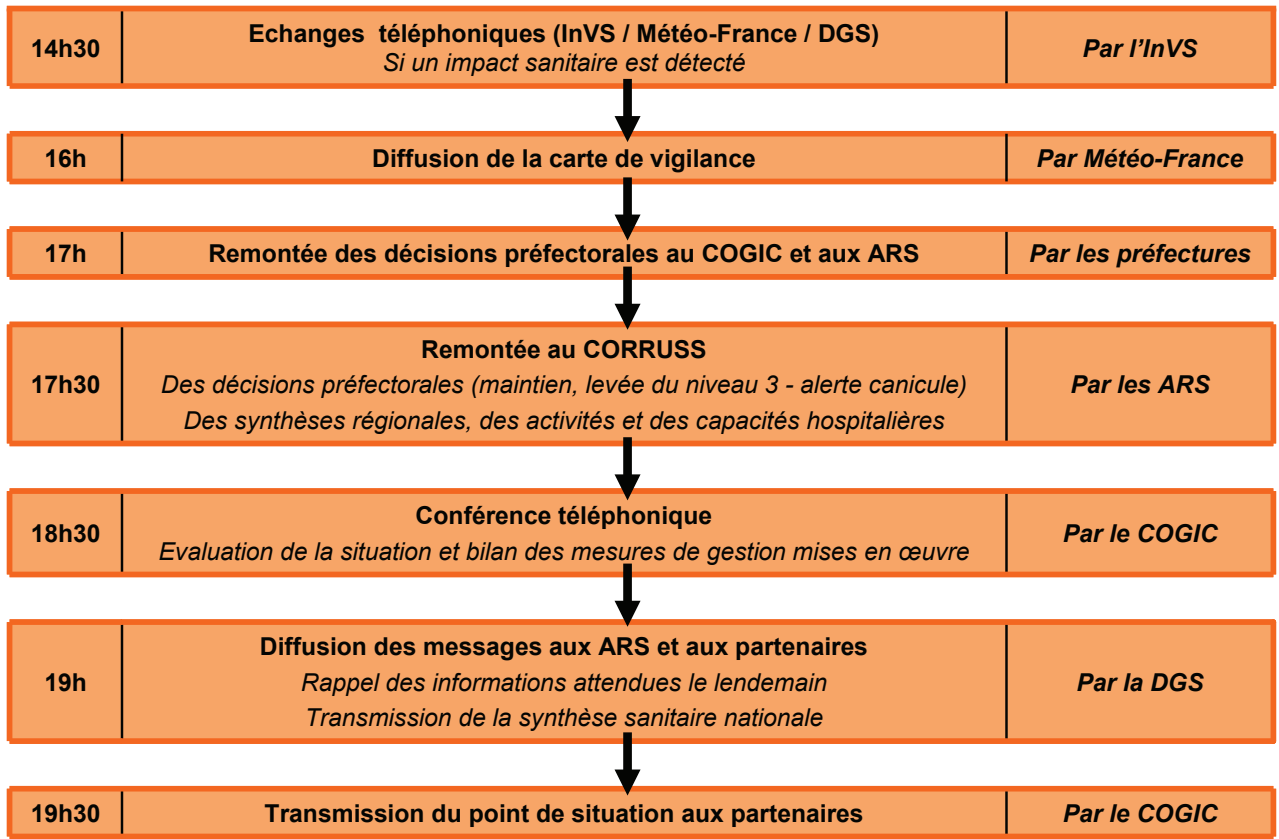 14h30
Echanges téléphoniques (InVS / Météo-France / DGS)
Si un impact sanitaire est détecté
Par l'InVS
16h
Diffusion de la carte de vigilance
Par Météo-France
17h
Remontée des décisions préfectorales au COGIC et aux ARS
Par les préfectures
17h30
Remontée au CORRUSS
Des décisions préfectorales (maintien, levée du niveau 3 - alerte canicule)
Des synthèses régionales, des activités et des capacités hospitalières
Par les ARS
18h30
Conférence téléphonique
Evaluation de la situation et bilan des mesures de gestion mises en œuvre
Par le COGIC
19h
Diffusion des messages aux ARS et aux partenaires
Rappel des informations attendues le lendemain
Transmission de la synthèse sanitaire nationale
Par la DGS
19h30
Transmission du point de situation aux partenaires
Par le COGIC